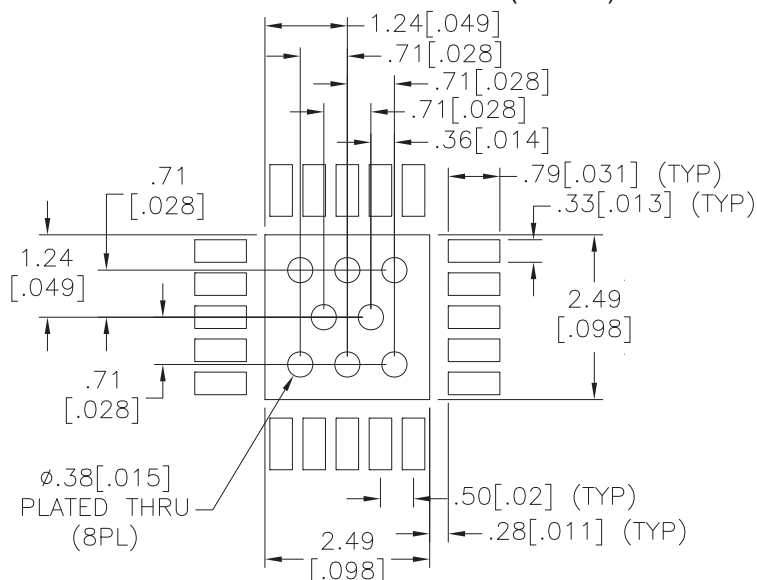 1.24[.049]
.71[.028]
.71[.028]
.71[.028]
.36[.014]
.79[.031] (TYP)
.33[.013] (TYP)
.71
[.028]
1.24
[.049]
2.49
[.098]
.71
[.028]
⌀.38[.015]
PLATED THRU
(8PL)
.50[.02] (TYP)
.28[.011] (TYP)
2.49
[.098]